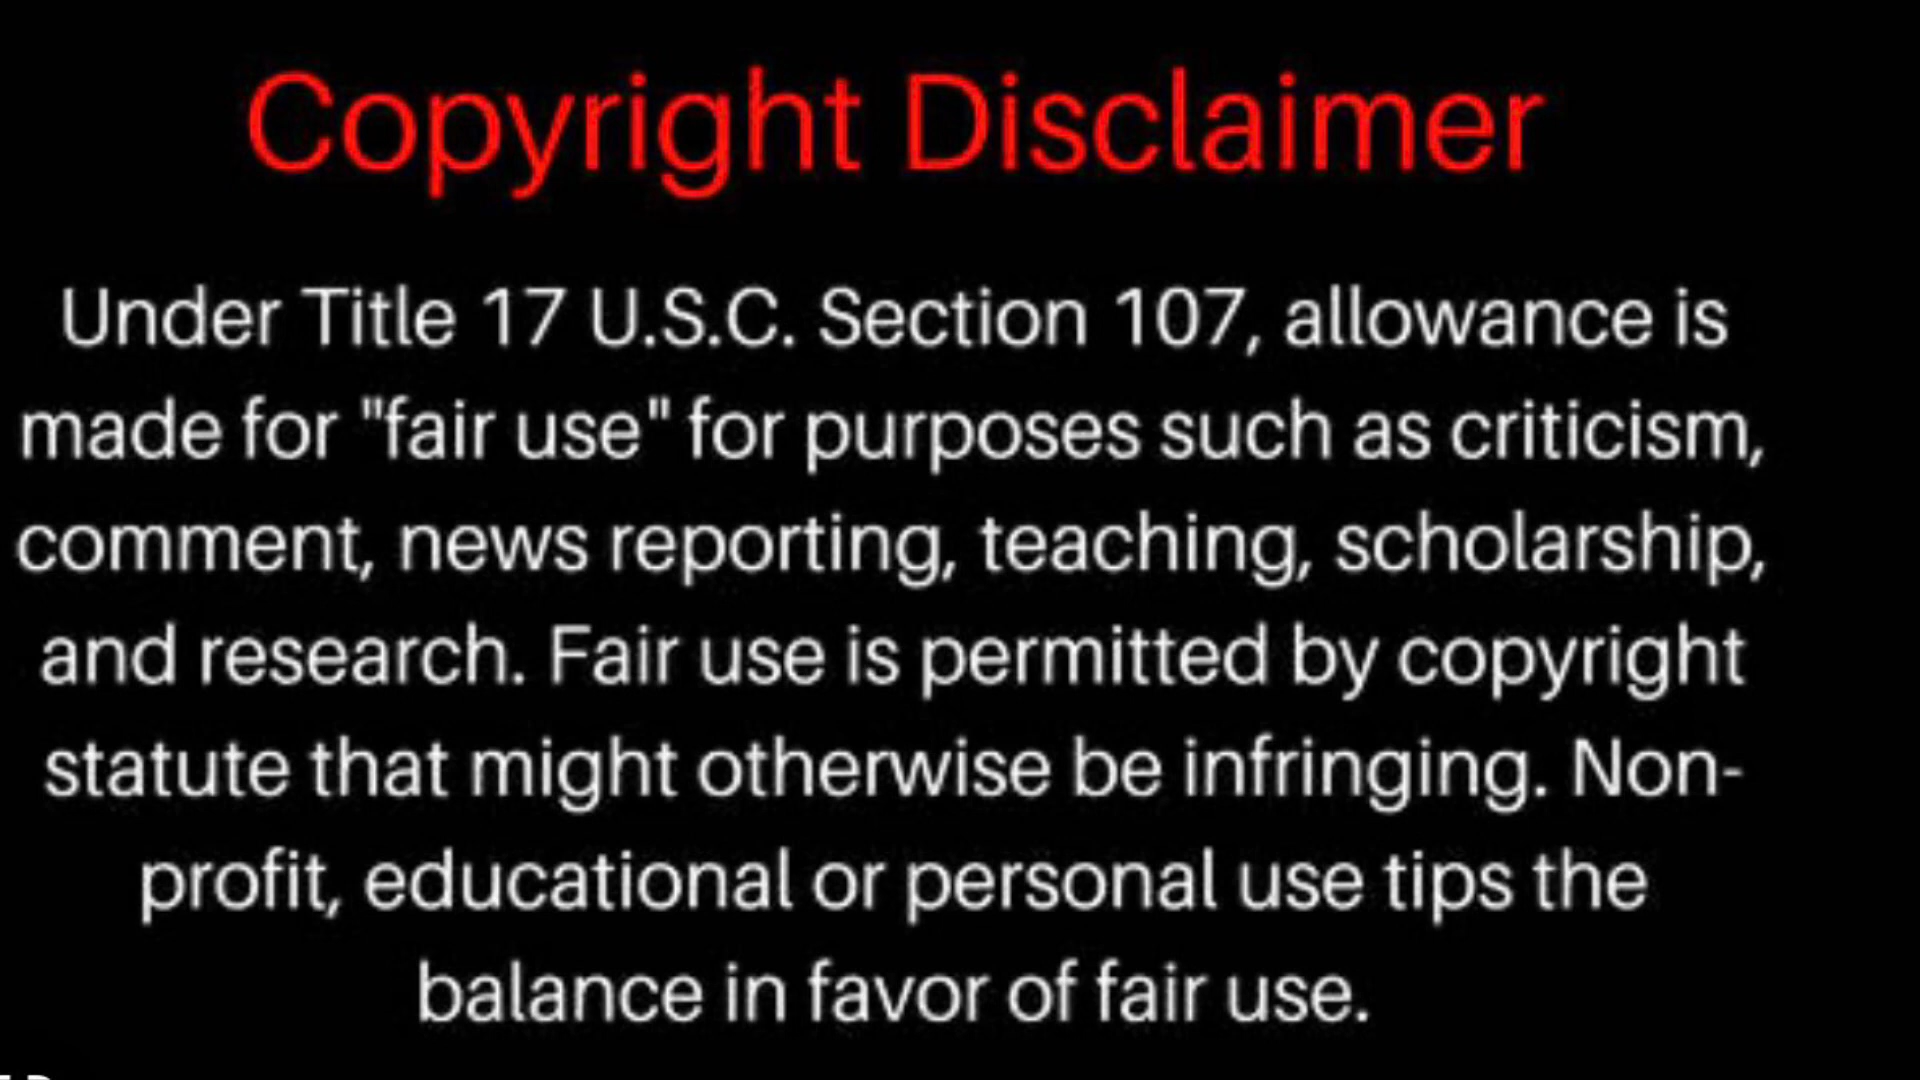 Copyright Disclaimer
Under Title 17 U.S.C. Section 107, allowance is
made for "fair use" for purposes such as criticism,
comment, news reporting, teaching, scholarship,
and research. Fair use is permitted by copyright
statute that might otherwise be infringing. Non-
profit, educational or personal use tips the
balance in favor of fair use.